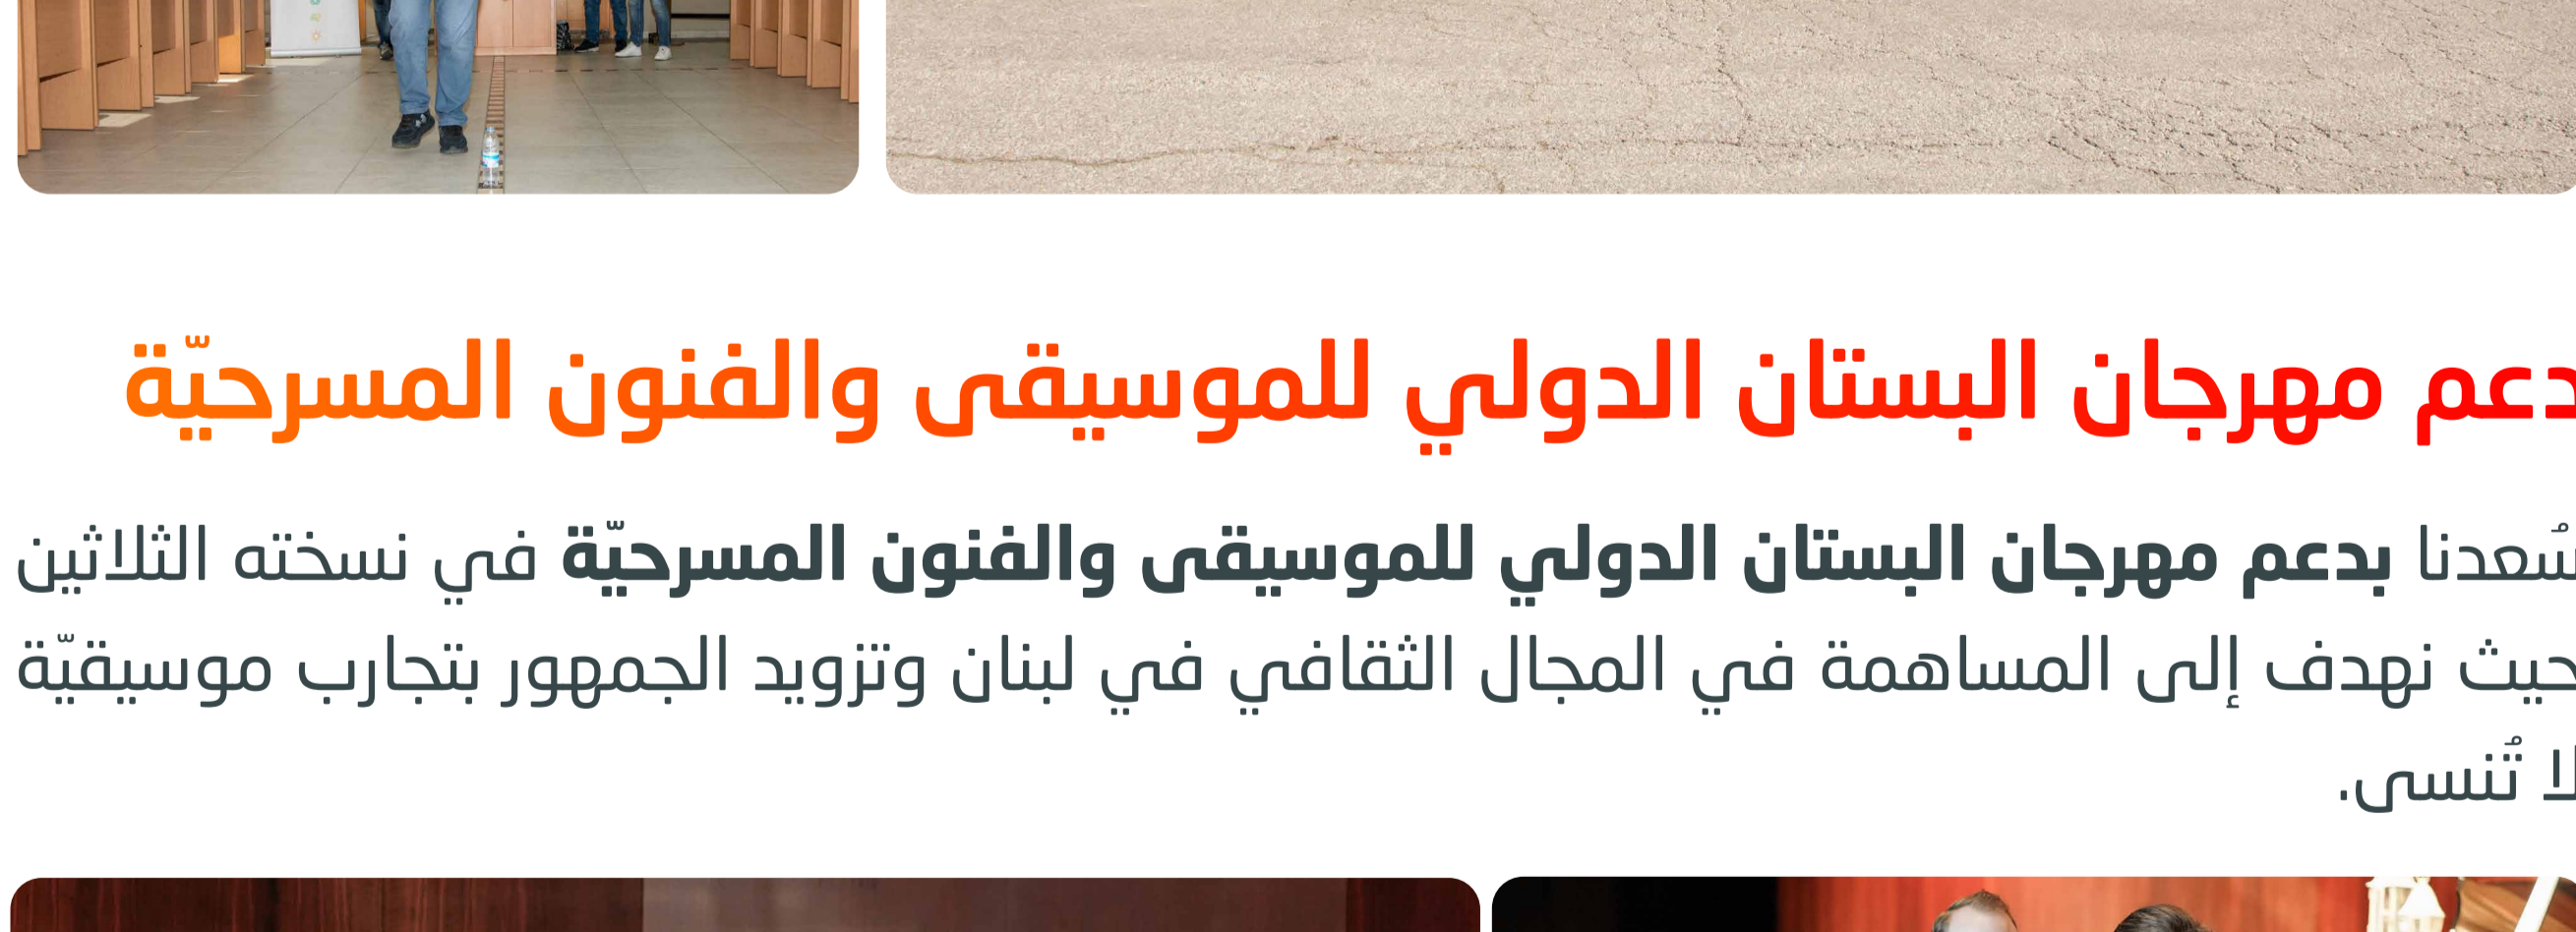 دعم مهرجان البستان الدولي للموسيقى والفنون المسرحيّة
سُعدنا بدعم مهرجان البستان الدولي للموسيقى والفنون المسرحيّة في نسخته الثلاثين
حيث نهدف إلى المساهمة في المجال الثقافي في لبنان وتزويد الجمهور بتجارب موسيقيّة
لا تُنسى.